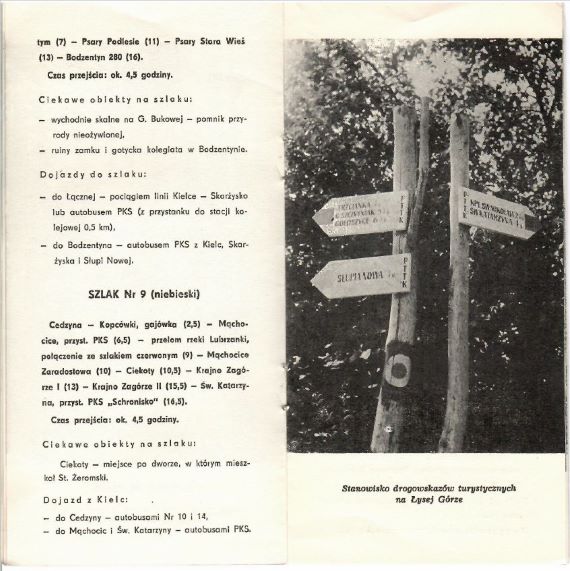 tym (7) — Psary Podlesie (11) — Psary Stara Wieś
(13) — Bodzentyn 280 (16).
Czas przejścia: ok. 4,5 godziny.
Ciekawe obiekty na szlaku:
— wychodnie skalne na G. Bukowej — pomnik przy-
rody nieożywionej,
— ruiny zamku i gotycka kolegiata w Bodzentynie.
Dojazdy do szlaku:
— do Łącznej — pociągiem linii Kielce — Skarżysko
lub autobusem PKS (z przystanku do stacji ko-
lejowej 0,5 km),
— do Bodzentyna — autobusem PKS z Kielc, Skar-
żyska i Słupi Nowej.
SZLAK Nr 9 (niebieski)
Cedzyna — Kopcówki, gajówka (2,5) — Mącho-
cice, przyst. PKS (6,5) — przełom rzeki Lubrzanki,
połączenie ze szlakiem czerwonym (9) — Mąchocice
Zaradostowa (10) — Ciekoty (10,5) — Krajno Zagó-
rze I (13) — Krajno Zagórze II (15,5) — Św. Katarzy-
na, przyst. PKS „Schronisko" (16,5).
Czas przejścia: ok. 4,5 godziny.
Ciekawe obiekty na szlaku:
Ciekoty — miejsce po dworze, w którym miesz-
kał St. Żeromski.
Dojazd z Kielc:
— do Cedzyny — autobusami Nr 10 i 14,
— do Mąchocic i Św. Katarzyny — autobusami PKS.
TRZCIANKA
PTTK
SŁUPIA NOWA
PTTK
PTTK
Stanowisko drogowskazów turystycznych
na Łysej Górze